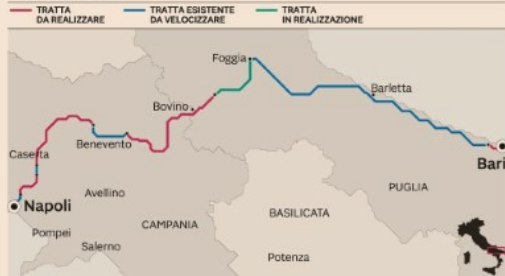 TRATTA
DA REALIZZARE
TRATTA ESISTENTE
DA VELOCIZZARE
TRATTA
IN REALIZZAZIONE
Foggia
Bovino
Barletta
Caserta
Benevento
Bari
Napoli
Avellino
PUGLIA
CAMPANIA
BASILICATA
Pompei
Salerno
Potenza